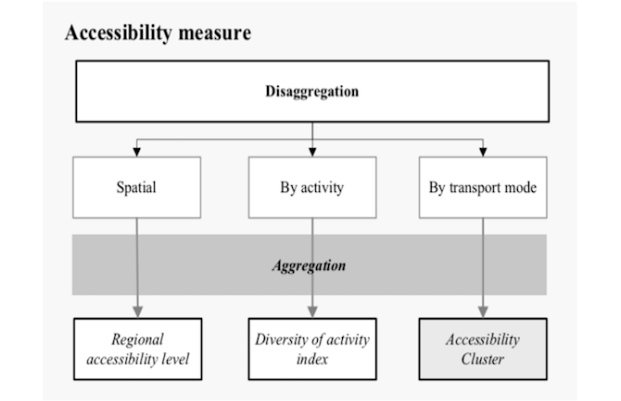 Accessibility measure
Disaggregation
Spatial
By activity
By transport mode
Aggregation
Regional
accessibility level
Diversity of activity
index
Accessibility
Cluster